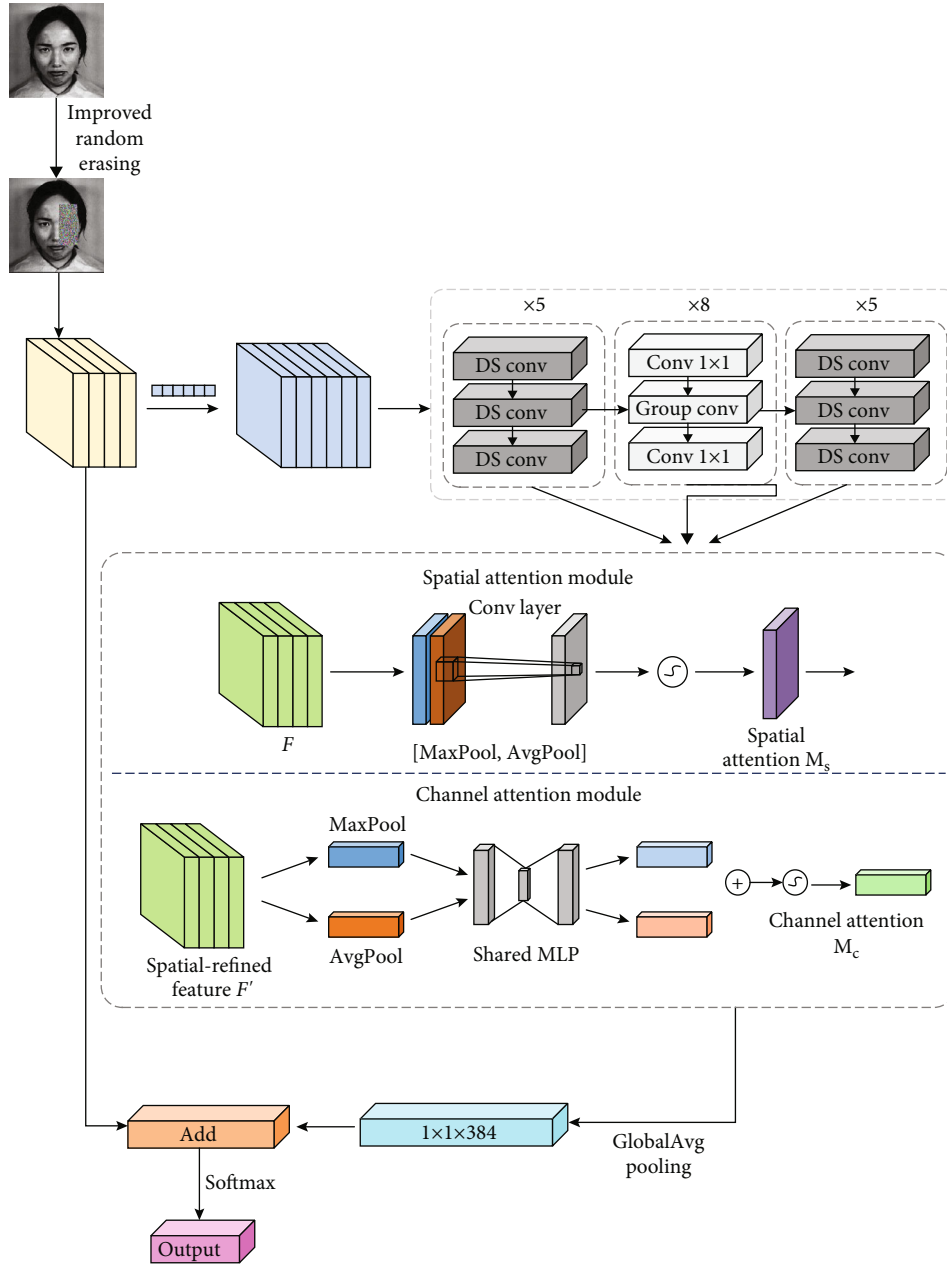 Improved
random
erasing
×5
×8
×5
DS conv
DS conv
DS conv
Conv 1×1
Group conv
Conv 1×1
DS conv
DS conv
DS conv
Spatial attention module
Conv layer
F
[MaxPool, AvgPool]
Spatial
attention Ms
Channel attention module
MaxPool
AvgPool
Shared MLP
Spatial-refined
feature F′
+
Channel attention
Mc
Add
1×1×384
GlobalAvg
pooling
Softmax
Output